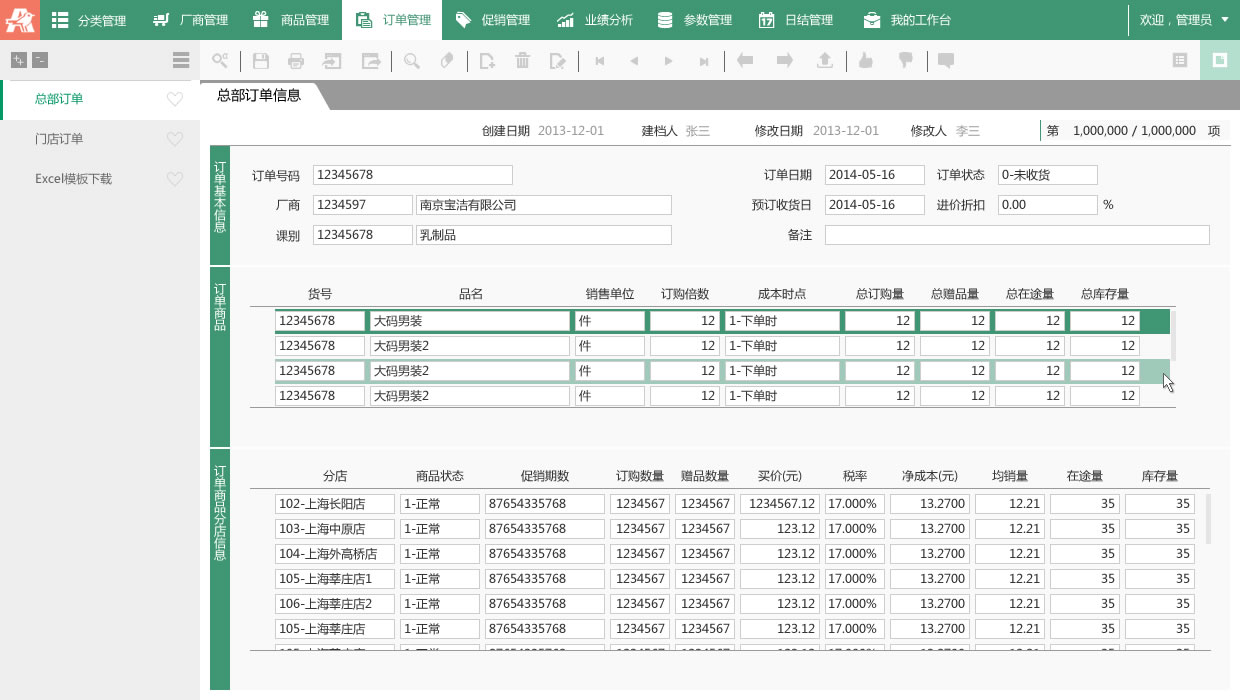 分类管理 厂商管理 商品管理 订单管理 促销管理 业绩分析 参数管理 日结管理 我的工作台 欢迎，管理员
总部订单
门店订单
Excel模板下载
总部订单信息
创建日期 2013-12-01 建档人 张三 修改日期 2013-12-01 修改人 李三 第 1,000,000 / 1,000,000 项
订单基本信息
订单号码 12345678 订单日期 2014-05-16 订单状态 0-未收货
厂商 1234597 南京宝洁有限公司 预订收货日 2014-05-16 进价折扣 0.00 %
课别 12345678 乳制品 备注
订单商品
货号 品名 销售单位 订购倍数 成本时点 总订购量 总赠品量 总在途量 总库存量
12345678 大码男装 件 12 1-下单时 12 12 12 12
12345678 大码男装2 件 12 1-下单时 12 12 12 12
12345678 大码男装2 件 12 1-下单时 12 12 12 12
12345678 大码男装2 件 12 1-下单时 12 12 12 12
订单商品分店信息
分店 商品状态 促销期数 订购数量 赠品数量 买价(元) 税率 净成本(元) 均销量 在途量 库存量
102-上海长阳店 1-正常 87654335768 1234567 1234567 1234567.12 17.000% 13.2700 12.21 35 35
103-上海中原店 1-正常 87654335768 1234567 1234567 123.12 17.000% 13.2700 12.21 35 35
104-上海外高桥店 1-正常 87654335768 1234567 1234567 123.12 17.000% 13.2700 12.21 35 35
105-上海莘庄店1 1-正常 87654335768 1234567 1234567 123.12 17.000% 13.2700 12.21 35 35
106-上海莘庄店2 1-正常 87654335768 1234567 1234567 123.12 17.000% 13.2700 12.21 35 35
105-上海莘庄店 1-正常 87654335768 1234567 1234567 123.12 17.000% 13.2700 12.21 35 35